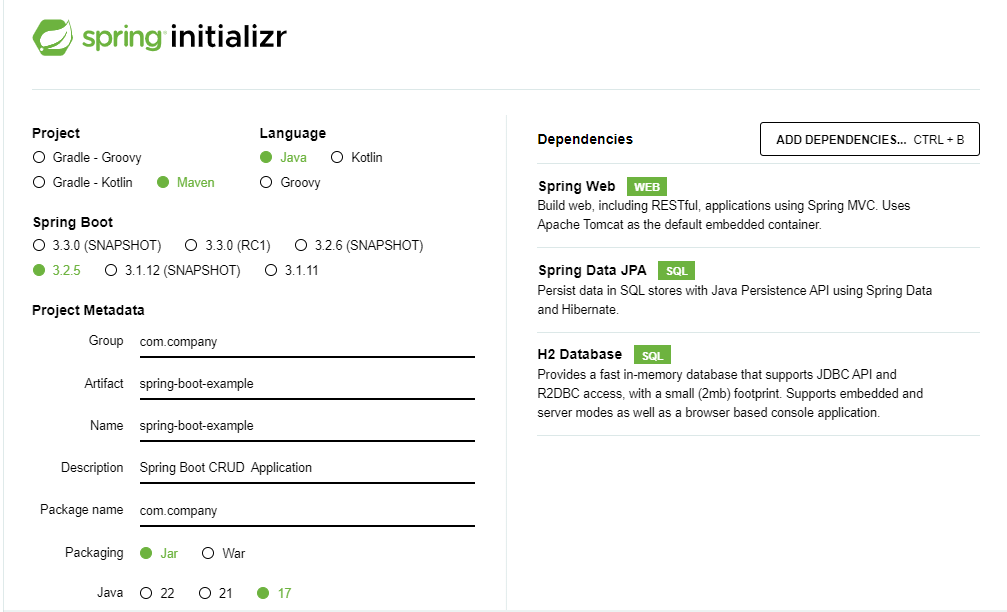 spring initializr
Project
Gradle - Groovy
Gradle - Kotlin Maven
Language
Java Kotlin
Groovy
Spring Boot
3.3.0 (SNAPSHOT) 3.3.0 (RC1) 3.2.6 (SNAPSHOT)
3.2.5 3.1.12 (SNAPSHOT) 3.1.11
Project Metadata
Group com.company
Artifact spring-boot-example
Name spring-boot-example
Description Spring Boot CRUD  Application
Package name com.company
Packaging Jar War
Java 22 21 17
Dependencies ADD DEPENDENCIES... CTRL + B
Spring Web WEB
Build web, including RESTful, applications using Spring MVC. Uses
Apache Tomcat as the default embedded container.
Spring Data JPA SQL
Persist data in SQL stores with Java Persistence API using Spring Data
and Hibernate.
H2 Database SQL
Provides a fast in-memory database that supports JDBC API and
R2DBC access, with a small (2mb) footprint. Supports embedded and
server modes as well as a browser based console application.